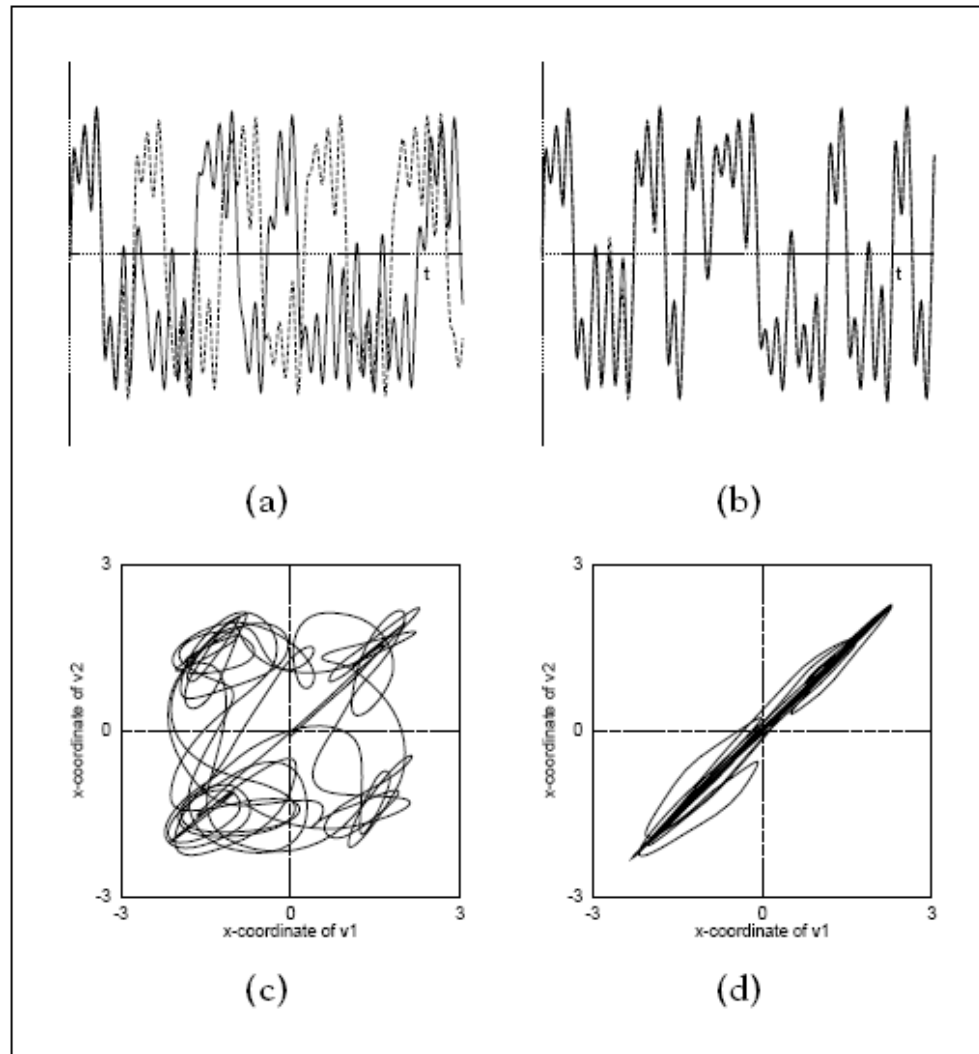 t
t
(a)
(b)
3
x-coordinate of v2
0
-3
-3
0
3
x-coordinate of v1
(c)
3
x-coordinate of v2
0
-3
-3
0
3
x-coordinate of v1
(d)